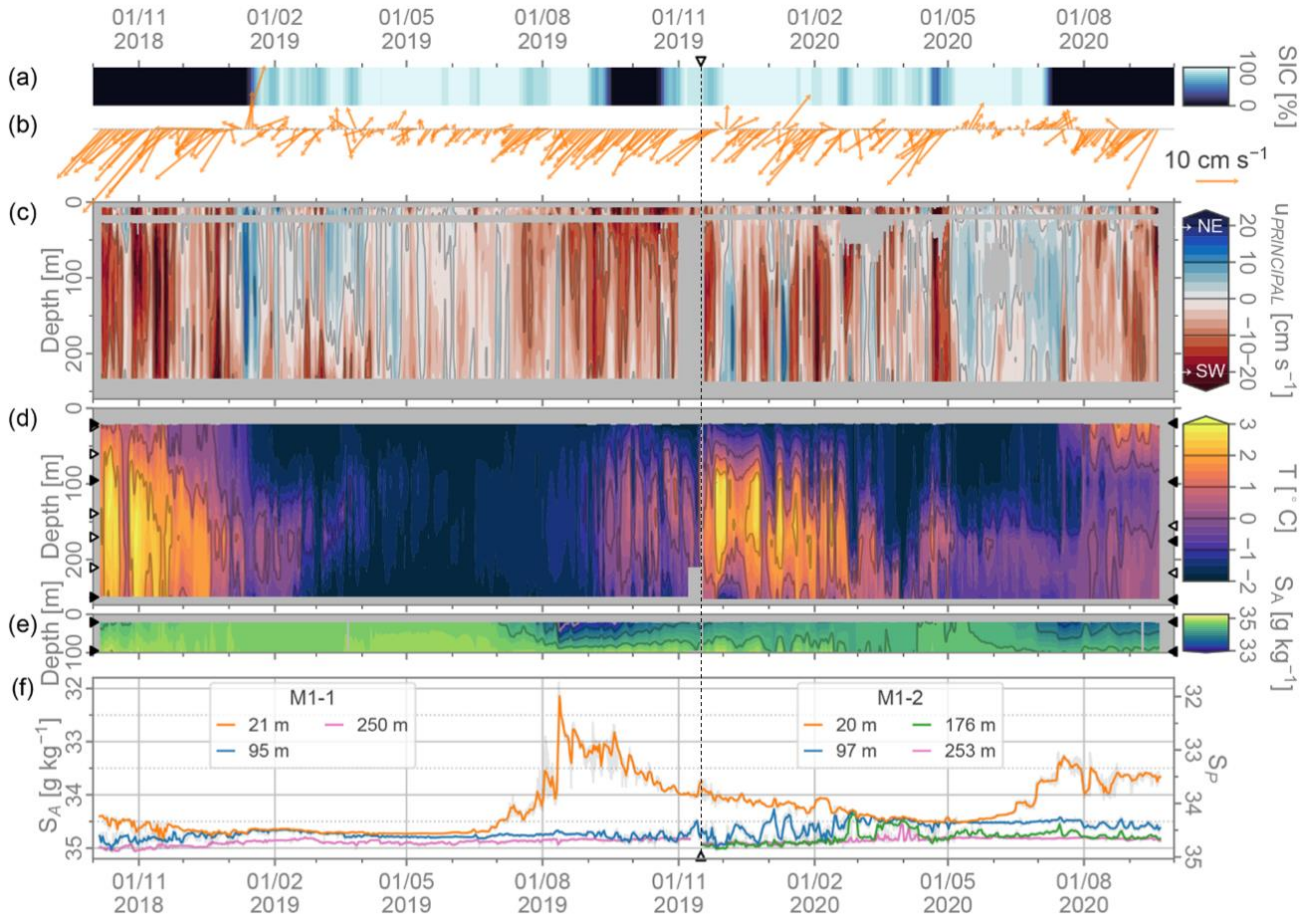 01/11 01/02 01/05 01/08 01/11 01/02 01/05 01/08
2018 2019 2019 2019 2019 2020 2020 2020
(a)
100
0
SIC [%]
(b)
10 cm s⁻¹
(c)
0
100
200
Depth [m]
→ NE
20
10
0
−10
−20
→ SW
uPRINCIPAL [cm s⁻¹]
(d)
0
100
200
Depth [m]
3
2
1
0
−1
−2
T [°C]
(e)
0
100
Depth [m]
35
33
SA [g kg⁻¹]
(f)
32
33
34
35
SA [g kg⁻¹]
M1-1
21 m 250 m
95 m
M1-2
20 m 176 m
97 m 253 m
32
33
34
35
SP
01/11 01/02 01/05 01/08 01/11 01/02 01/05 01/08
2018 2019 2019 2019 2019 2020 2020 2020